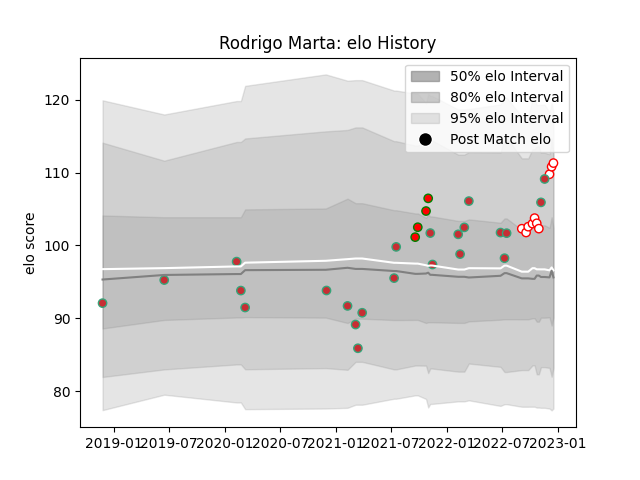 Rodrigo Marta: elo History
50% elo Interval
80% elo Interval
95% elo Interval
Post Match elo
elo score
120
110
100
90
80
2019-01
2019-07
2020-01
2020-07
2021-01
2021-07
2022-01
2022-07
2023-01